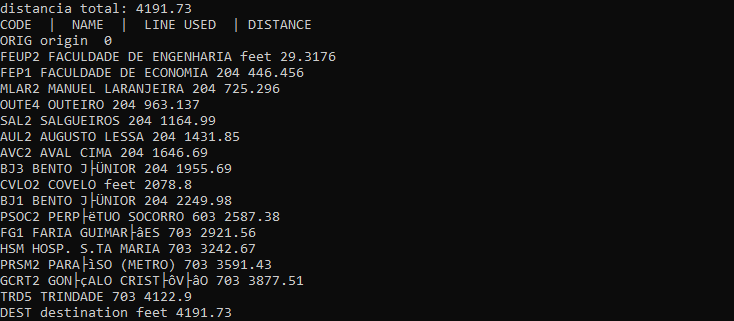 distancia total: 4191.73
CODE  |  NAME  |  LINE USED  | DISTANCE
ORIG origin  0
FEUP2 FACULDADE DE ENGENHARIA feet 29.3176
FEP1 FACULDADE DE ECONOMIA 204 446.456
MLAR2 MANUEL LARANJEIRA 204 725.296
OUTE4 OUTEIRO 204 963.137
SAL2 SALGUEIROS 204 1164.99
AUL2 AUGUSTO LESSA 204 1431.85
AVC2 AVAL CIMA 204 1646.69
BJ3 BENTO J├ÜNIOR 204 1955.69
CVLO2 COVELO feet 2078.8
BJ1 BENTO J├ÜNIOR 204 2249.98
PSOC2 PERP├ëTUO SOCORRO 603 2587.38
FG1 FARIA GUIMAR├âES 703 2921.56
HSM HOSP. S.TA MARIA 703 3242.67
PRSM2 PARA├ìSO (METRO) 703 3591.43
GCRT2 GON├çALO CRIST├ôV├âO 703 3877.51
TRD5 TRINDADE 703 4122.9
DEST destination feet 4191.73